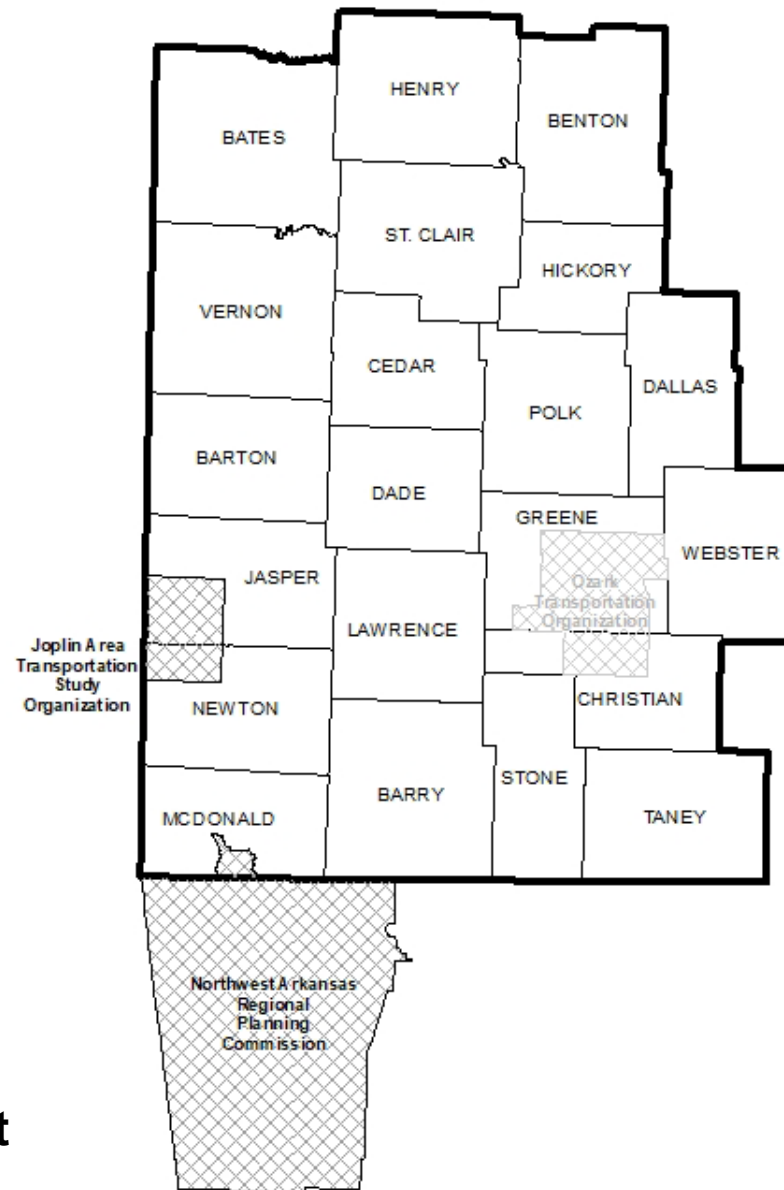 HENRY
BENTON
BATES
ST. CLAIR
HICKORY
VERNON
CEDAR
DALLAS
POLK
BARTON
DADE
GREENE
WEBSTER
JASPER
Ozark
Transportation
Organization
LAWRENCE
Joplin Area
Transportation
Study
Organization
CHRISTIAN
NEWTON
STONE
BARRY
TANEY
MCDONALD
Northwest Arkansas
Regional
Planning
Commission
t